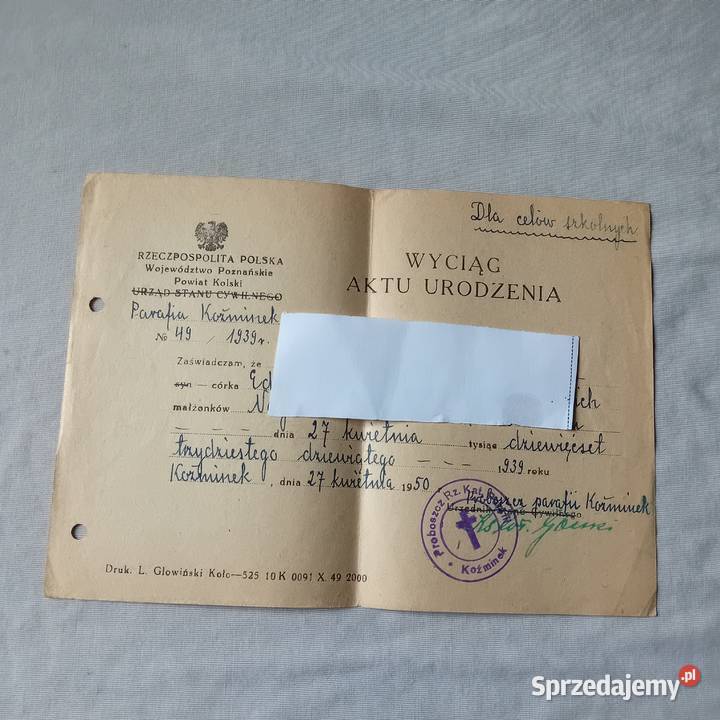 Dla celów szkolnych
RZECZPOSPOLITA POLSKA
Województwo Poznańskie
Powiat Kolski
URZĄD STANU CYWILNEGO
Parafia Koźminek
№ 49 / 1939 r.
WYCIĄG
AKTU URODZENIA
Zaświadczam, że
syn — córka
małżonków
— — — — dnia 27 kwietnia tysiąc dziewięćset
trzydziestego dziewiątego — — — 1939 roku
Koźminek, dnia 27 kwietnia 1950
Proboszcz parafii Koźminek
Urzędnik Stanu Cywilnego
Proboszcz Rz. Kat.
Koźminek
Druk. L. Głowiński Koło—525 10 K 0091 X. 49 2000
Sprzedajemy.pl